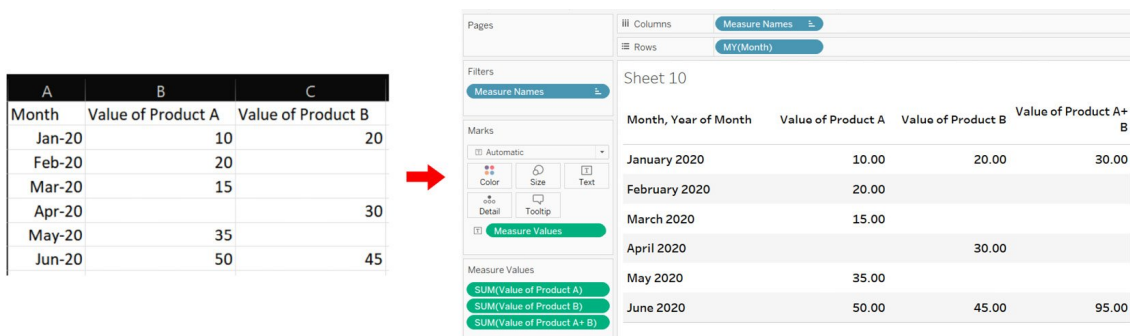 A B C
Month Value of Product A Value of Product B
Jan-20 10 20
Feb-20 20
Mar-20 15
Apr-20 30
May-20 35
Jun-20 50 45
Pages
Filters
Measure Names
Marks
Automatic
Color Size Text
Detail Tooltip
Measure Values
Measure Values
SUM(Value of Product A)
SUM(Value of Product B)
SUM(Value of Product A+ B)
Columns Measure Names
Rows MY(Month)
Sheet 10
Month, Year of Month Value of Product A Value of Product B Value of Product A+
B
January 2020 10.00 20.00 30.00
February 2020 20.00
March 2020 15.00
April 2020 30.00
May 2020 35.00
June 2020 50.00 45.00 95.00